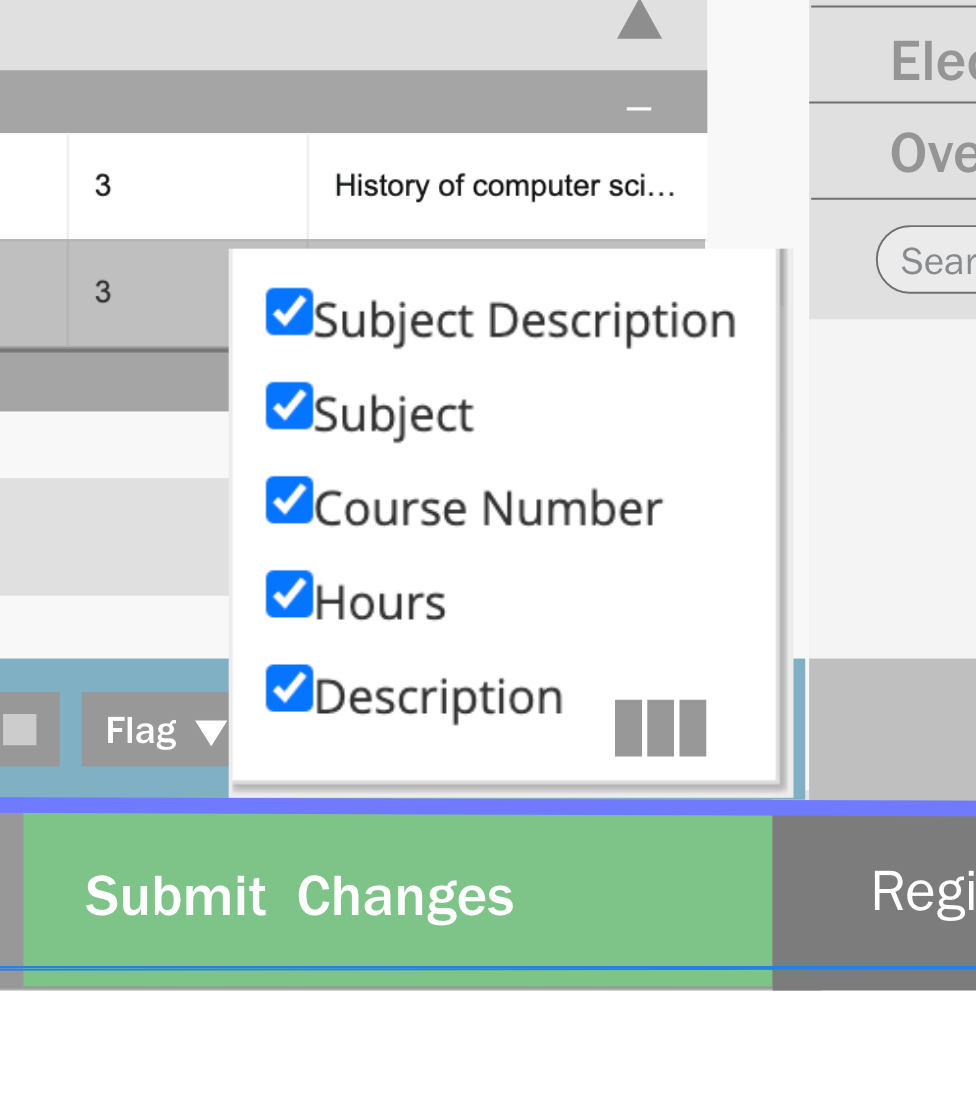 Elec
3 History of computer sci...
Ove
3
Sear
Subject Description
Subject
Course Number
Hours
Description
Flag
Submit Changes
Regi